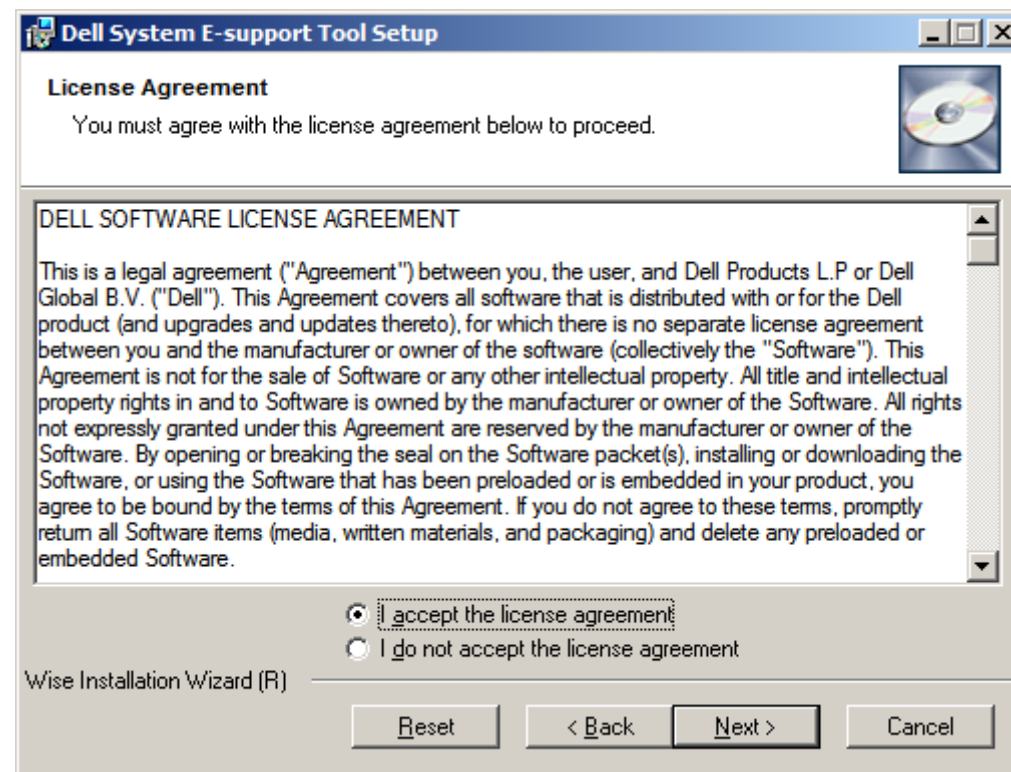 Dell System E-support Tool Setup
License Agreement
You must agree with the license agreement below to proceed.
DELL SOFTWARE LICENSE AGREEMENT
This is a legal agreement ("Agreement") between you, the user, and Dell Products L.P or Dell
Global B.V. ("Dell"). This Agreement covers all software that is distributed with or for the Dell
product (and upgrades and updates thereto), for which there is no separate license agreement
between you and the manufacturer or owner of the software (collectively the "Software"). This
Agreement is not for the sale of Software or any other intellectual property. All title and intellectual
property rights in and to Software is owned by the manufacturer or owner of the Software. All rights
not expressly granted under this Agreement are reserved by the manufacturer or owner of the
Software. By opening or breaking the seal on the Software packet(s), installing or downloading the
Software, or using the Software that has been preloaded or is embedded in your product, you
agree to be bound by the terms of this Agreement. If you do not agree to these terms, promptly
return all Software items (media, written materials, and packaging) and delete any preloaded or
embedded Software.
I accept the license agreement
I do not accept the license agreement
Wise Installation Wizard (R)
Reset
< Back
Next >
Cancel